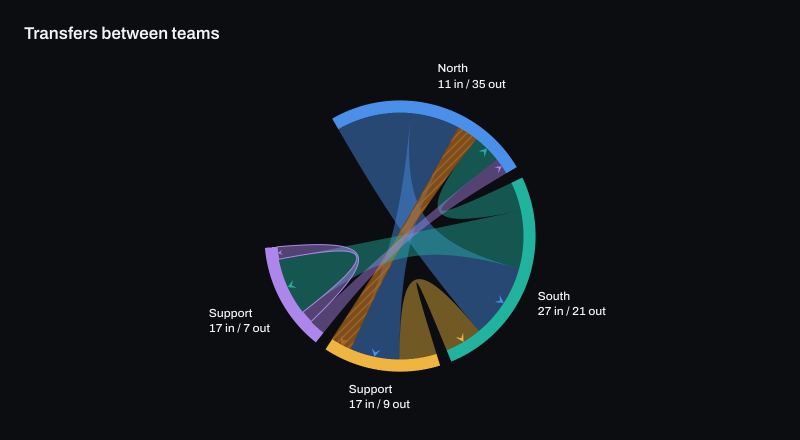 Transfers between teams
North
11 in / 35 out
South
27 in / 21 out
Support
17 in / 7 out
Support
17 in / 9 out